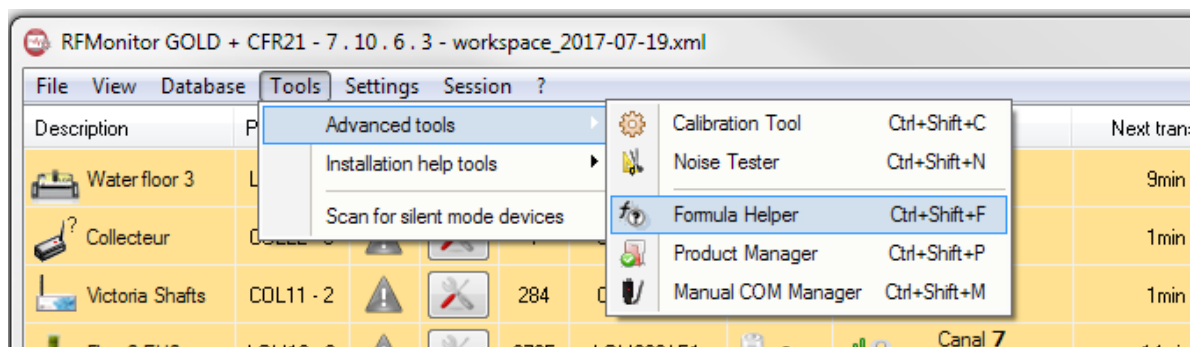 RFMonitor GOLD + CFR21 - 7 . 10 . 6 . 3 - workspace_2017-07-19.xml
File View Database Tools Settings Session ?
Description P Next trans
Advanced tools
Installation help tools
Scan for silent mode devices
Calibration Tool Ctrl+Shift+C
Noise Tester Ctrl+Shift+N
Formula Helper Ctrl+Shift+F
Product Manager Ctrl+Shift+P
Manual COM Manager Ctrl+Shift+M
Water floor 3 L 9min
Collecteur 1min
Victoria Shafts COL11 - 2 284 1min
Canal 7